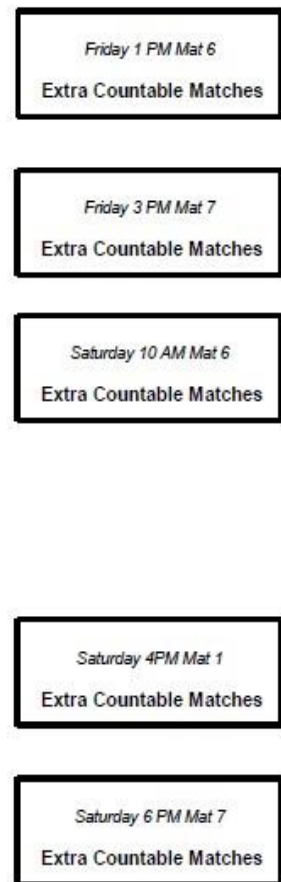 Friday 1 PM Mat 6
Extra Countable Matches
Friday 3 PM Mat 7
Extra Countable Matches
Saturday 10 AM Mat 6
Extra Countable Matches
Saturday 4PM Mat 1
Extra Countable Matches
Saturday 6 PM Mat 7
Extra Countable Matches